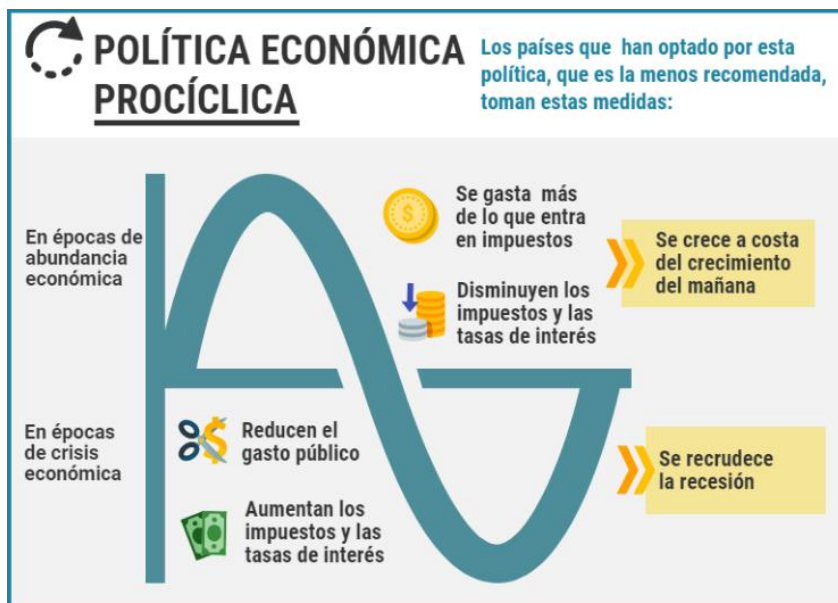 POLÍTICA ECONÓMICA
PROCÍCLICA
Los países que han optado por esta
política, que es la menos recomendada,
toman estas medidas:
En épocas de
abundancia
económica
Se gasta más
de lo que entra
en impuestos
Disminuyen los
impuestos y las
tasas de interés
Se crece a costa
del crecimiento
del mañana
En épocas
de crisis
económica
Reducen el
gasto público
Aumentan los
impuestos y las
tasas de interés
Se recrudece
la recesión